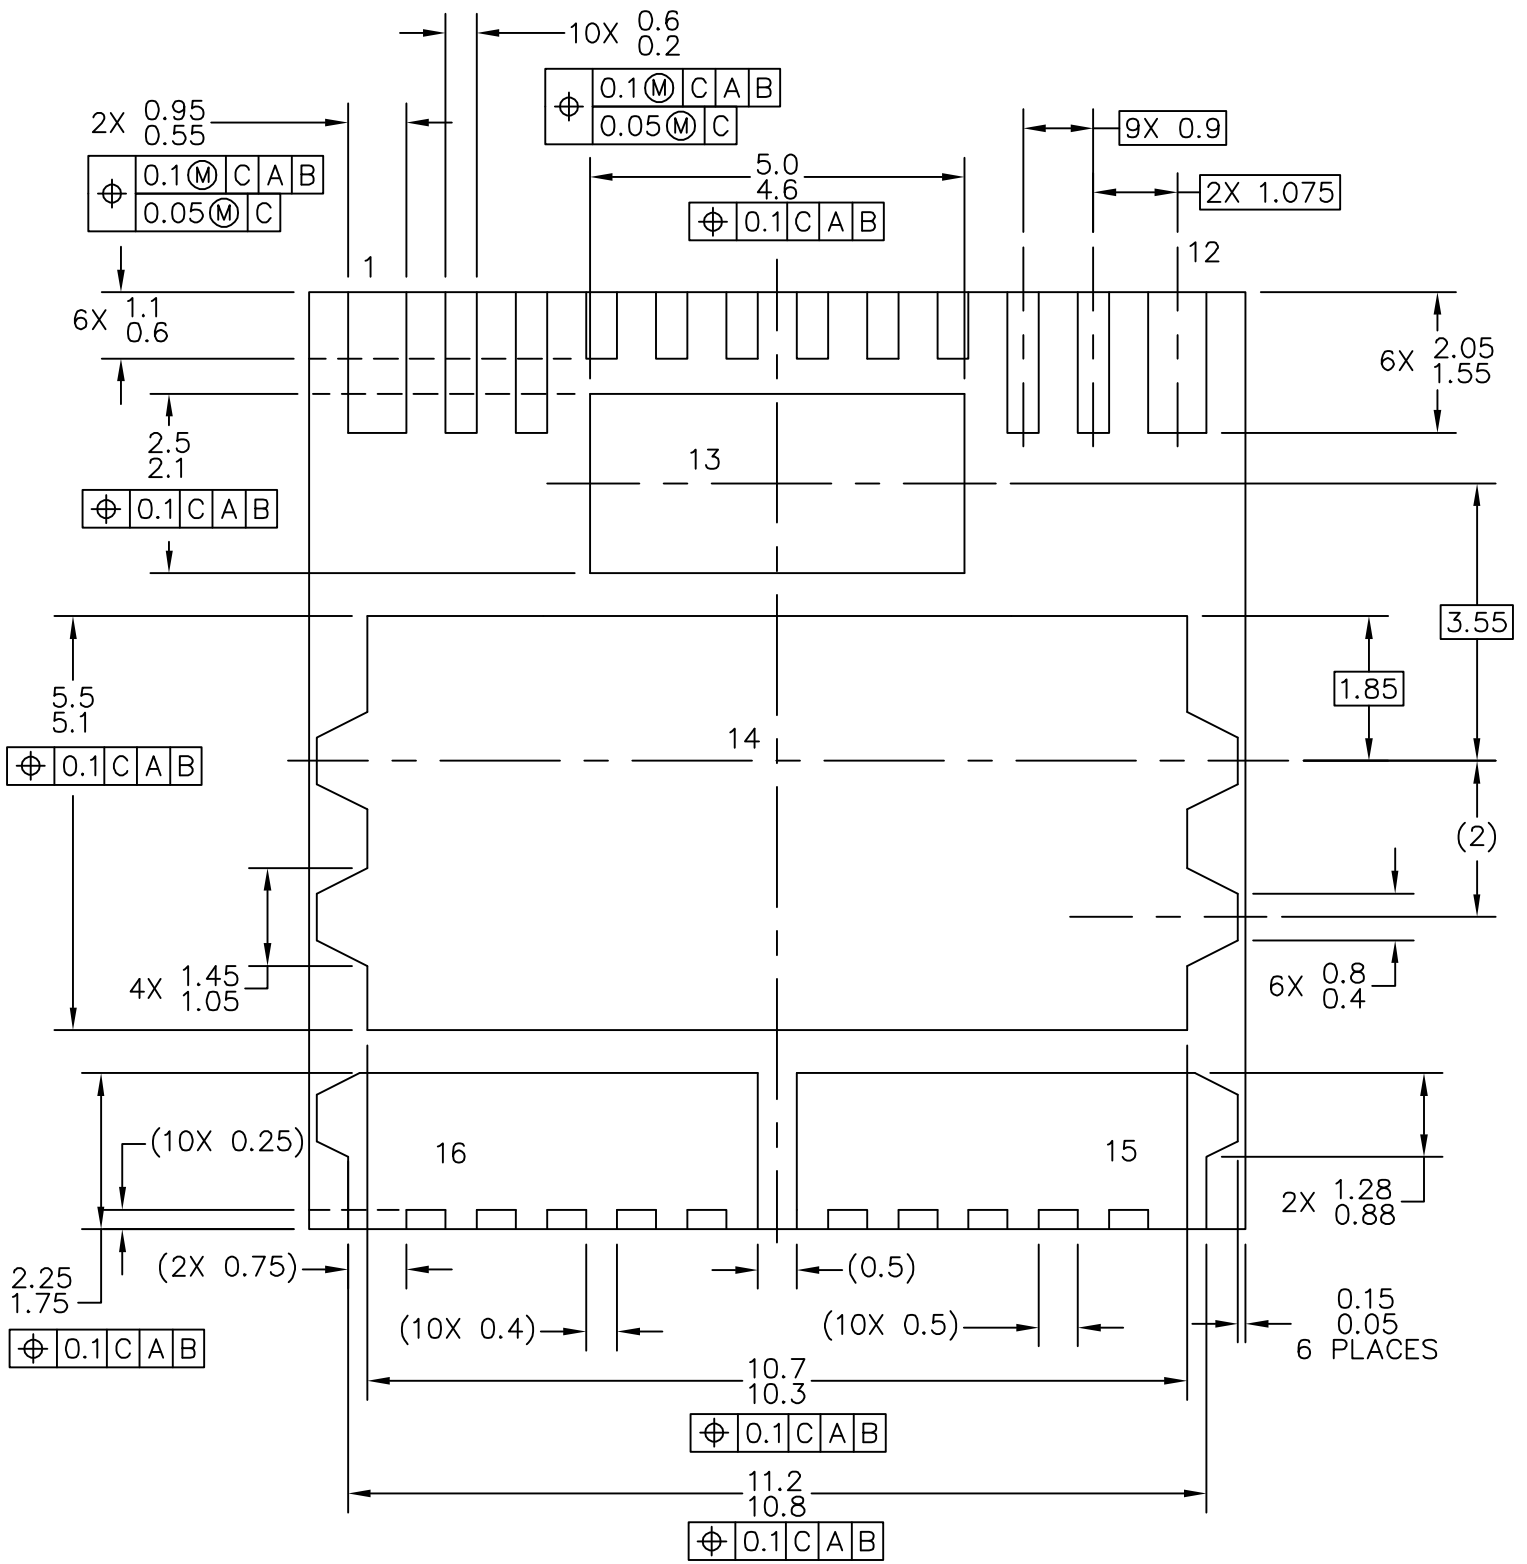 10X 0.6
0.2
⌖ 0.1Ⓜ C A B
0.05Ⓜ C
2X 0.95
0.55
⌖ 0.1Ⓜ C A B
0.05Ⓜ C
9X 0.9
5.0
4.6
⌖ 0.1 C A B
2X 1.075
1
12
6X 1.1
0.6
6X 2.05
1.55
2.5
2.1
⌖ 0.1 C A B
13
3.55
1.85
5.5
5.1
⌖ 0.1 C A B
14
(2)
4X 1.45
1.05
6X 0.8
0.4
(10X 0.25)
16
15
2X 1.28
0.88
2.25
1.75
⌖ 0.1 C A B
(2X 0.75)
(0.5)
(10X 0.4)
(10X 0.5)
0.15
0.05
6 PLACES
10.7
10.3
⌖ 0.1 C A B
11.2
10.8
⌖ 0.1 C A B